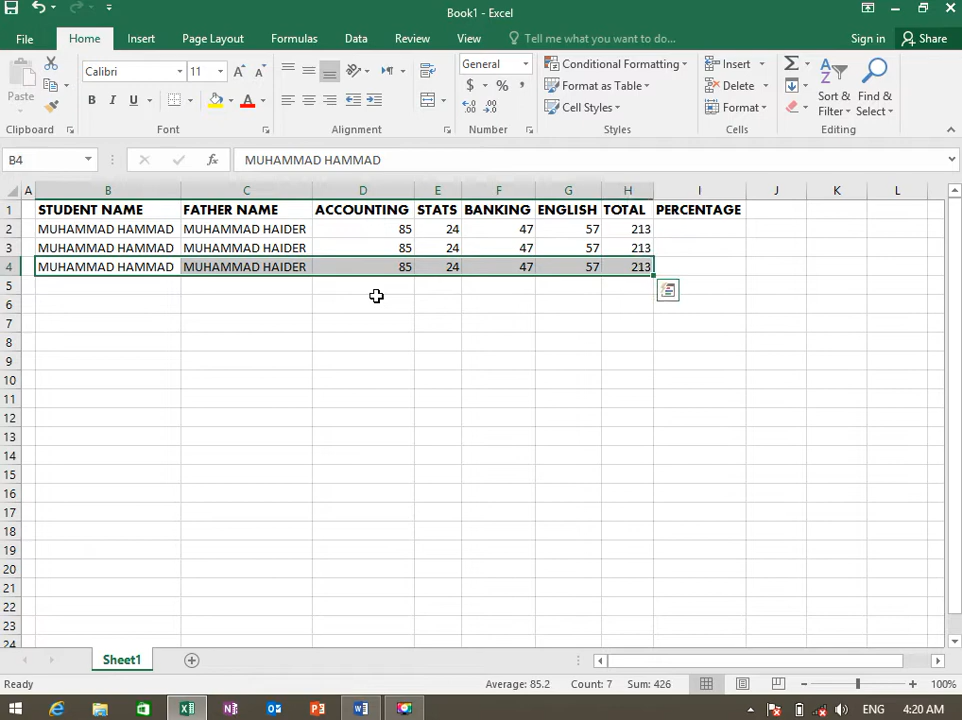 Book1 - Excel
File Home Insert Page Layout Formulas Data Review View Tell me what you want to do... Sign in Share
Paste
Calibri 11
B I U A
General
$ % ,
Conditional Formatting
Format as Table
Cell Styles
Insert
Delete
Format
Sort & Filter
Find & Select
Clipboard Font Alignment Number Styles Cells Editing
B4 fx MUHAMMAD HAMMAD
A B C D E F G H I J K L
1 STUDENT NAME FATHER NAME ACCOUNTING STATS BANKING ENGLISH TOTAL PERCENTAGE
2 MUHAMMAD HAMMAD MUHAMMAD HAIDER 85 24 47 57 213
3 MUHAMMAD HAMMAD MUHAMMAD HAIDER 85 24 47 57 213
4 MUHAMMAD HAMMAD MUHAMMAD HAIDER 85 24 47 57 213
5
6
7
8
9
10
11
12
13
14
15
16
17
18
19
20
21
22
23
24
Sheet1
Ready Average: 85.2 Count: 7 Sum: 426 100%
ENG 4:20 AM